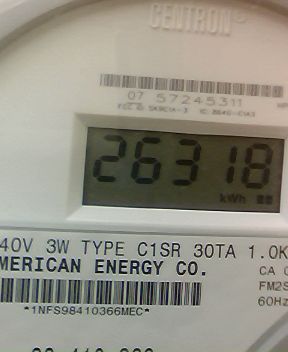 CENTRON®
07 57245311
26318
kWh
40V 3W TYPE C1SR 30TA 1.0K
MERICAN ENERGY CO.
CA
FM2S
60Hz
*1NFS98410366MEC*